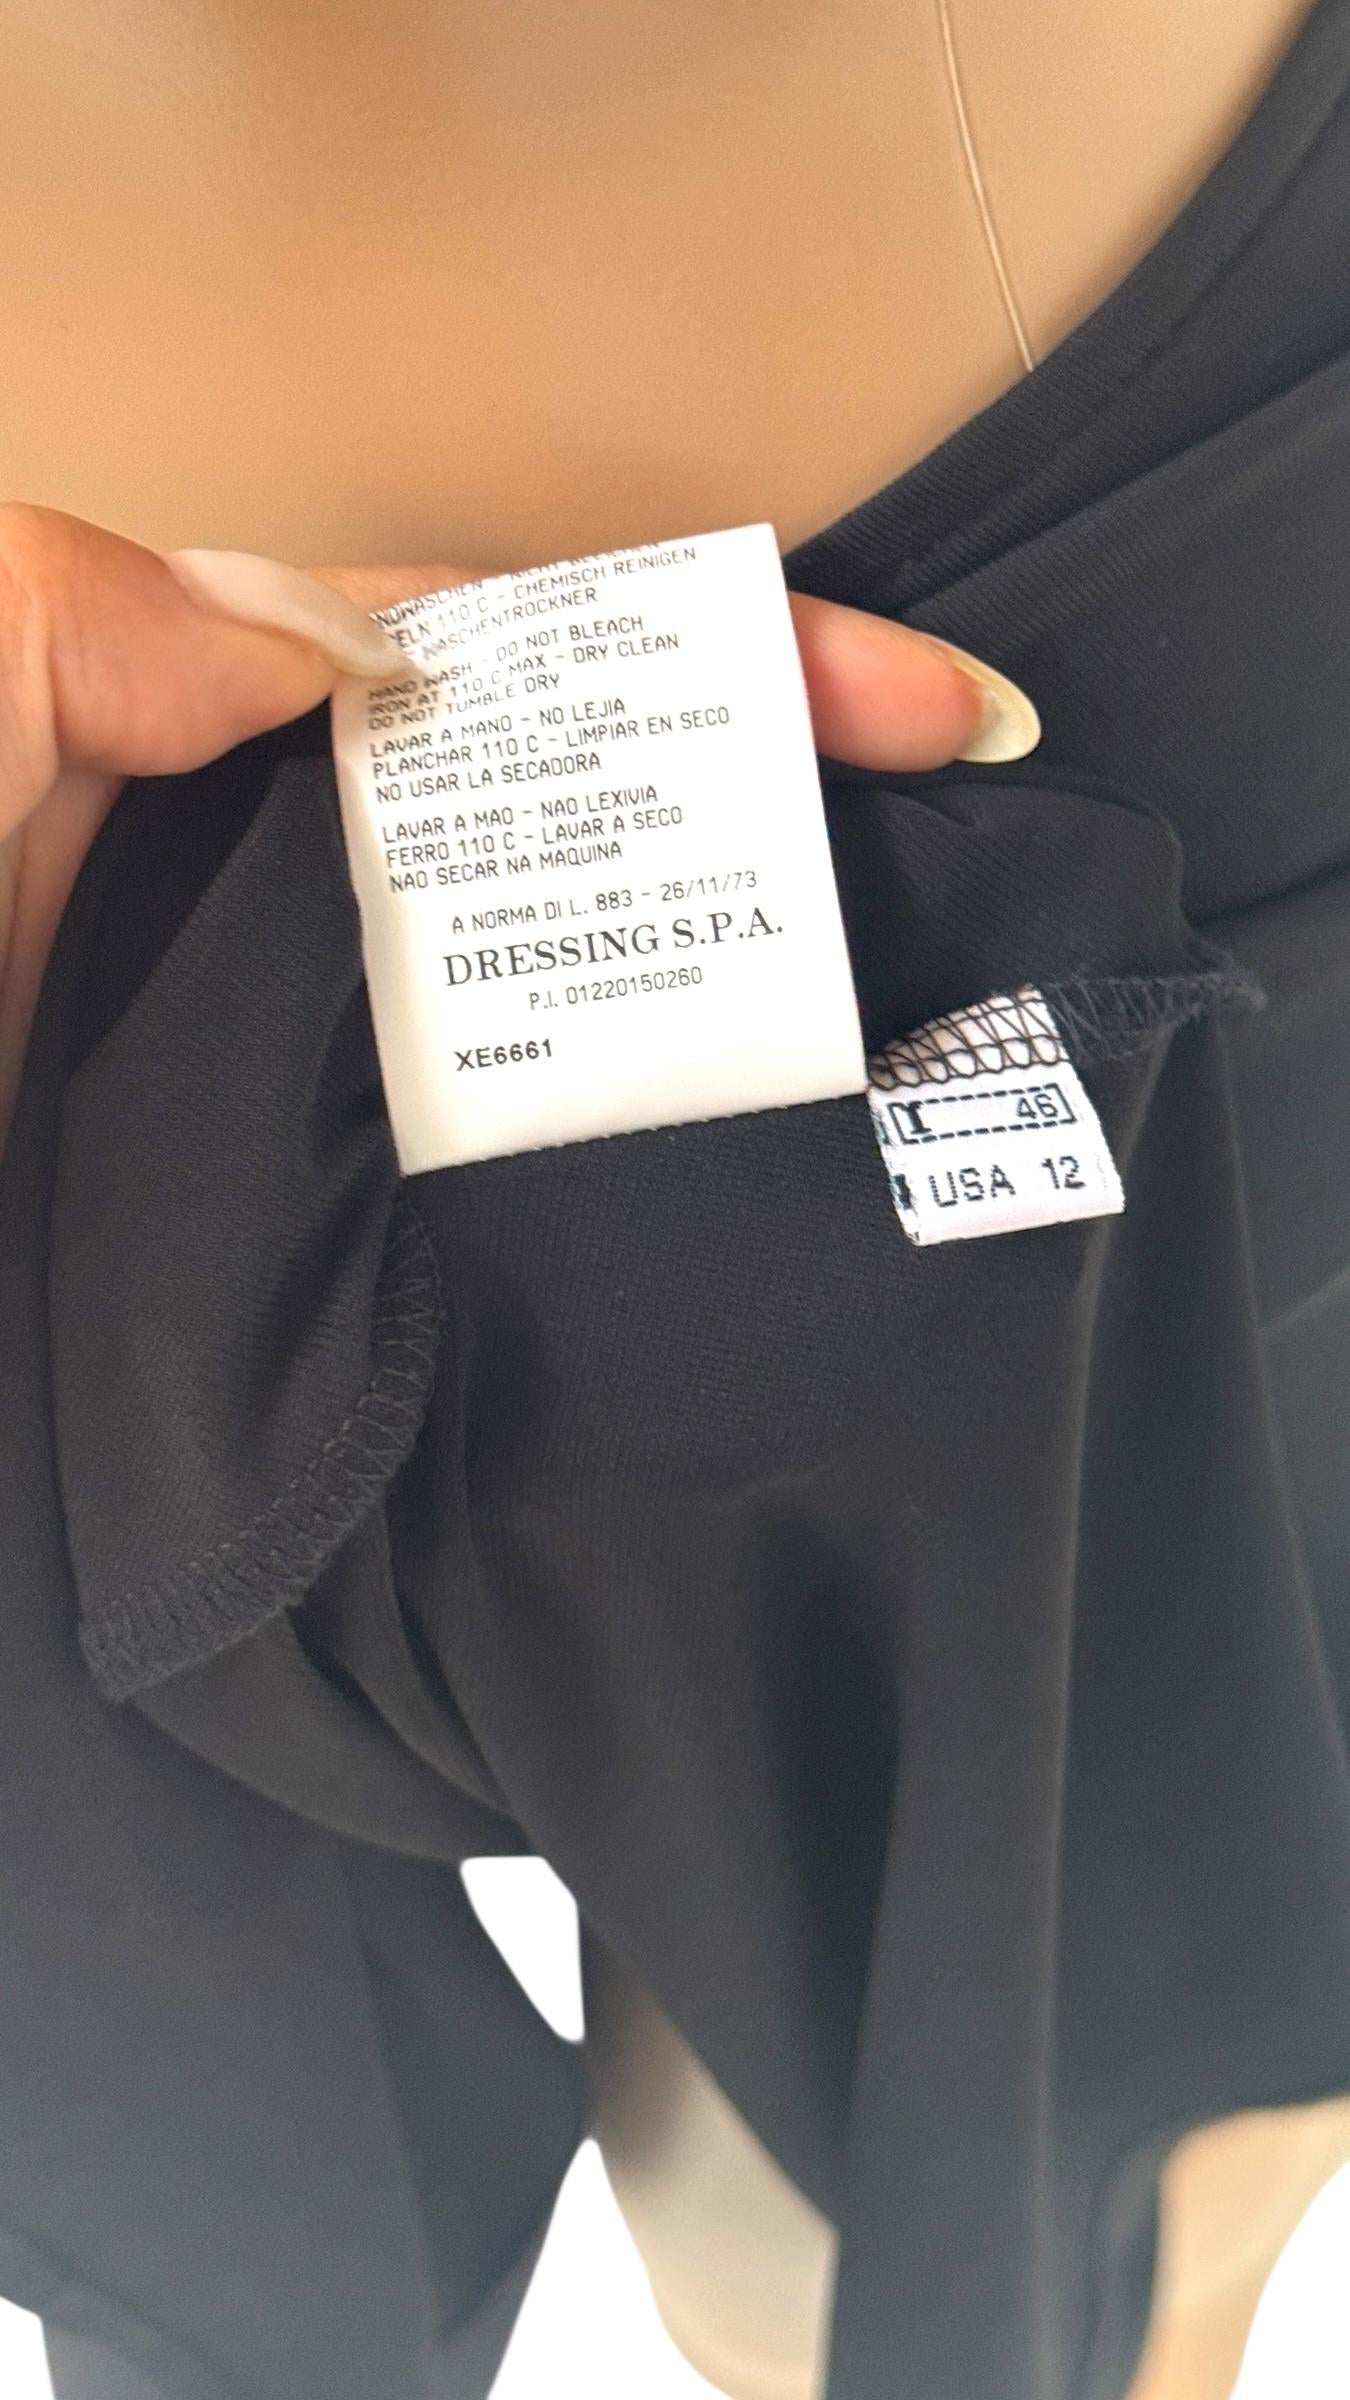 CHEMISCH REINIGEN
110 C -
WASCHENTROCKNER
HAND WASH - DO NOT BLEACH
IRON AT 110 C MAX - DRY CLEAN
DO NOT TUMBLE DRY
LAVAR A MANO - NO LEJIA
PLANCHAR 110 C - LIMPIAR EN SECO
NO USAR LA SECADORA
LAVAR A MAO - NAO LEXIVIA
FERRO 110 C - LAVAR A SECO
NAO SECAR NA MAQUINA
A NORMA DI L. 883 - 26/11/73
DRESSING S.P.A.
P.I. 01220150260
XE6661
I 46
USA 12